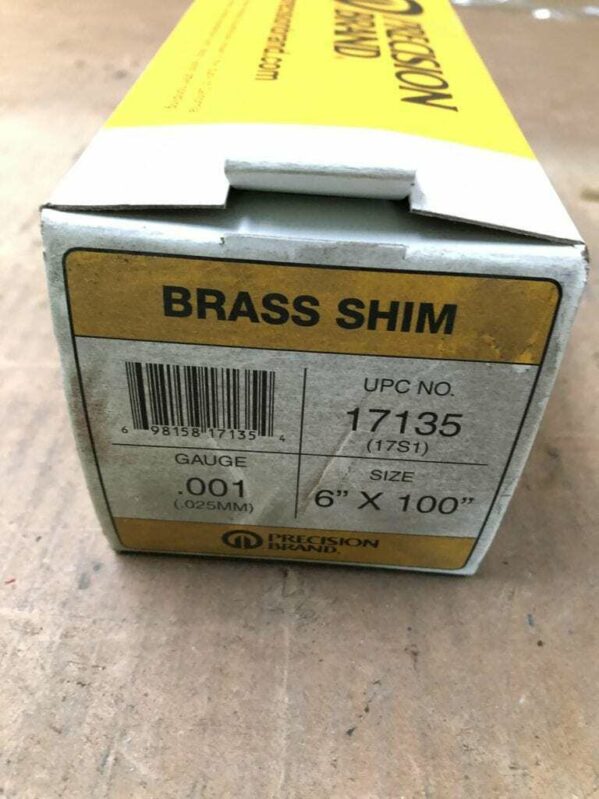 PRECISION
BRAND.
BRASS SHIM
6 98158 17135 4
UPC NO.
17135
(17S1)
GAUGE
.001
(.025MM)
SIZE
6” X 100”
PRECISION
BRAND.